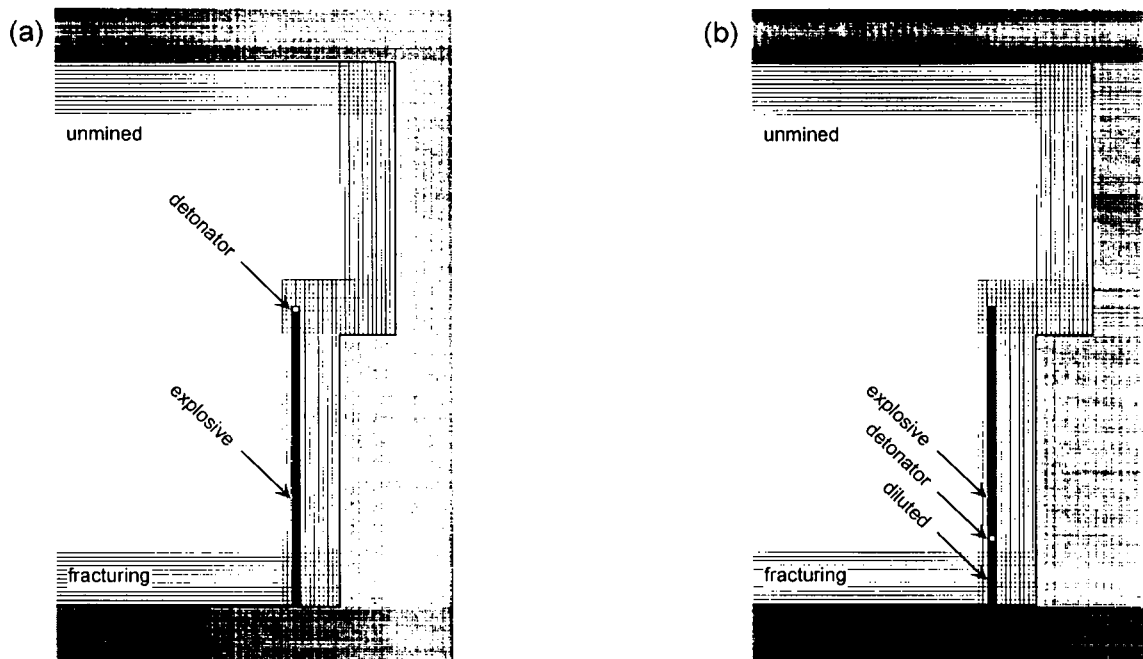 (a)
unmined
detonator
explosive
fracturing
(b)
unmined
explosive
detonator
diluted
fracturing